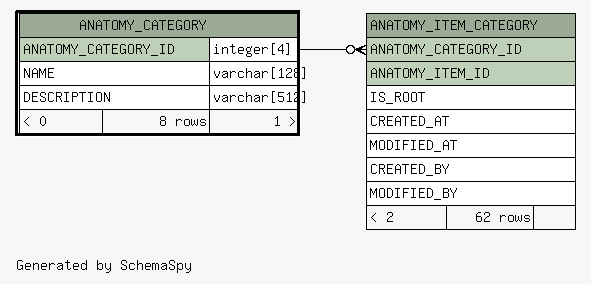 ANATOMY_CATEGORY
ANATOMY_CATEGORY_ID integer[4]
NAME varchar[128]
DESCRIPTION varchar[512]
< 0 8 rows 1 >
ANATOMY_ITEM_CATEGORY
ANATOMY_CATEGORY_ID
ANATOMY_ITEM_ID
IS_ROOT
CREATED_AT
MODIFIED_AT
CREATED_BY
MODIFIED_BY
< 2 62 rows
Generated by SchemaSpy